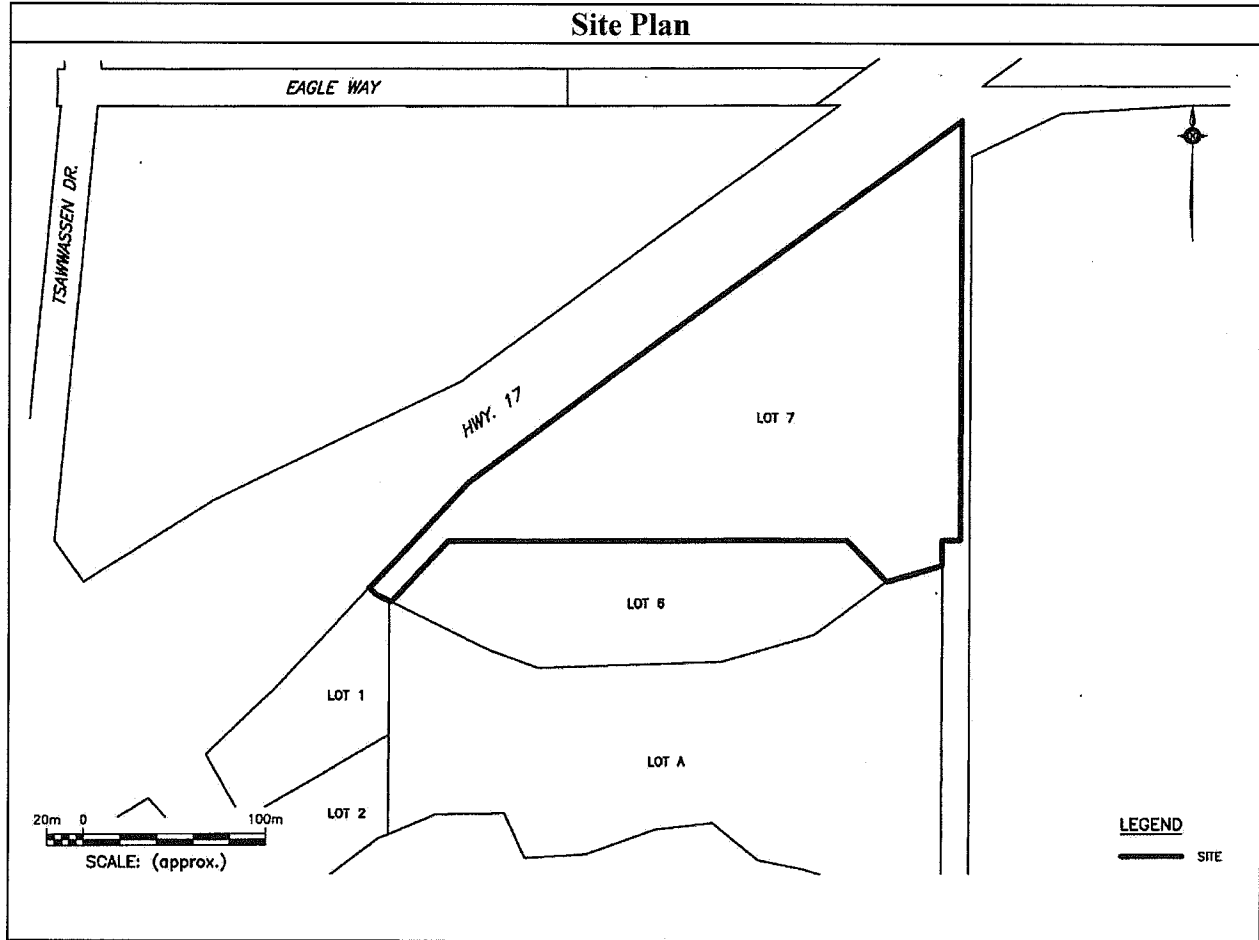 Site Plan
EAGLE WAY
TSAWWASSEN DR.
HWY. 17
LOT 7
LOT 6
LOT 1
LOT A
LOT 2
20m 0 100m
SCALE: (approx.)
LEGEND
SITE